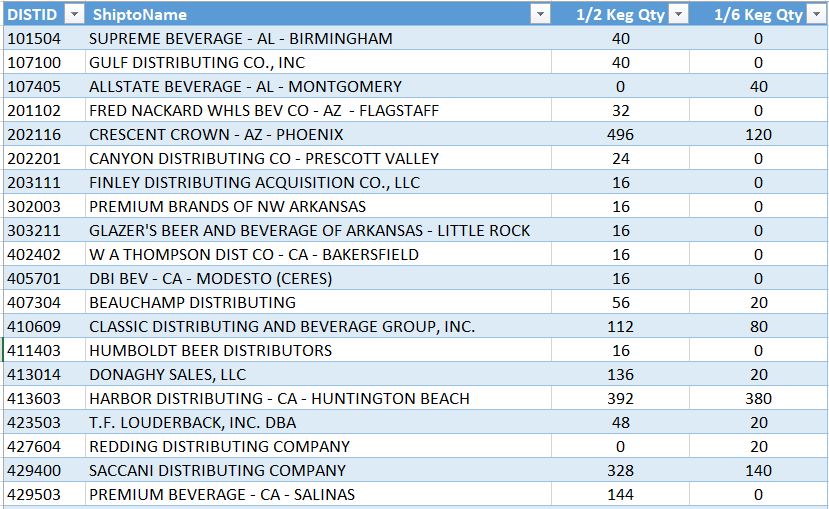 DISTID ShiptoName 1/2 Keg Qty 1/6 Keg Qty
101504 SUPREME BEVERAGE - AL - BIRMINGHAM 40 0
107100 GULF DISTRIBUTING CO., INC 40 0
107405 ALLSTATE BEVERAGE - AL - MONTGOMERY 0 40
201102 FRED NACKARD WHLS BEV CO - AZ - FLAGSTAFF 32 0
202116 CRESCENT CROWN - AZ - PHOENIX 496 120
202201 CANYON DISTRIBUTING CO - PRESCOTT VALLEY 24 0
203111 FINLEY DISTRIBUTING ACQUISITION CO., LLC 16 0
302003 PREMIUM BRANDS OF NW ARKANSAS 16 0
303211 GLAZER'S BEER AND BEVERAGE OF ARKANSAS - LITTLE ROCK 16 0
402402 W A THOMPSON DIST CO - CA - BAKERSFIELD 16 0
405701 DBI BEV - CA - MODESTO (CERES) 16 0
407304 BEAUCHAMP DISTRIBUTING 56 20
410609 CLASSIC DISTRIBUTING AND BEVERAGE GROUP, INC. 112 80
411403 HUMBOLDT BEER DISTRIBUTORS 16 0
413014 DONAGHY SALES, LLC 136 20
413603 HARBOR DISTRIBUTING - CA - HUNTINGTON BEACH 392 380
423503 T.F. LOUDERBACK, INC. DBA 48 20
427604 REDDING DISTRIBUTING COMPANY 0 20
429400 SACCANI DISTRIBUTING COMPANY 328 140
429503 PREMIUM BEVERAGE - CA - SALINAS 144 0